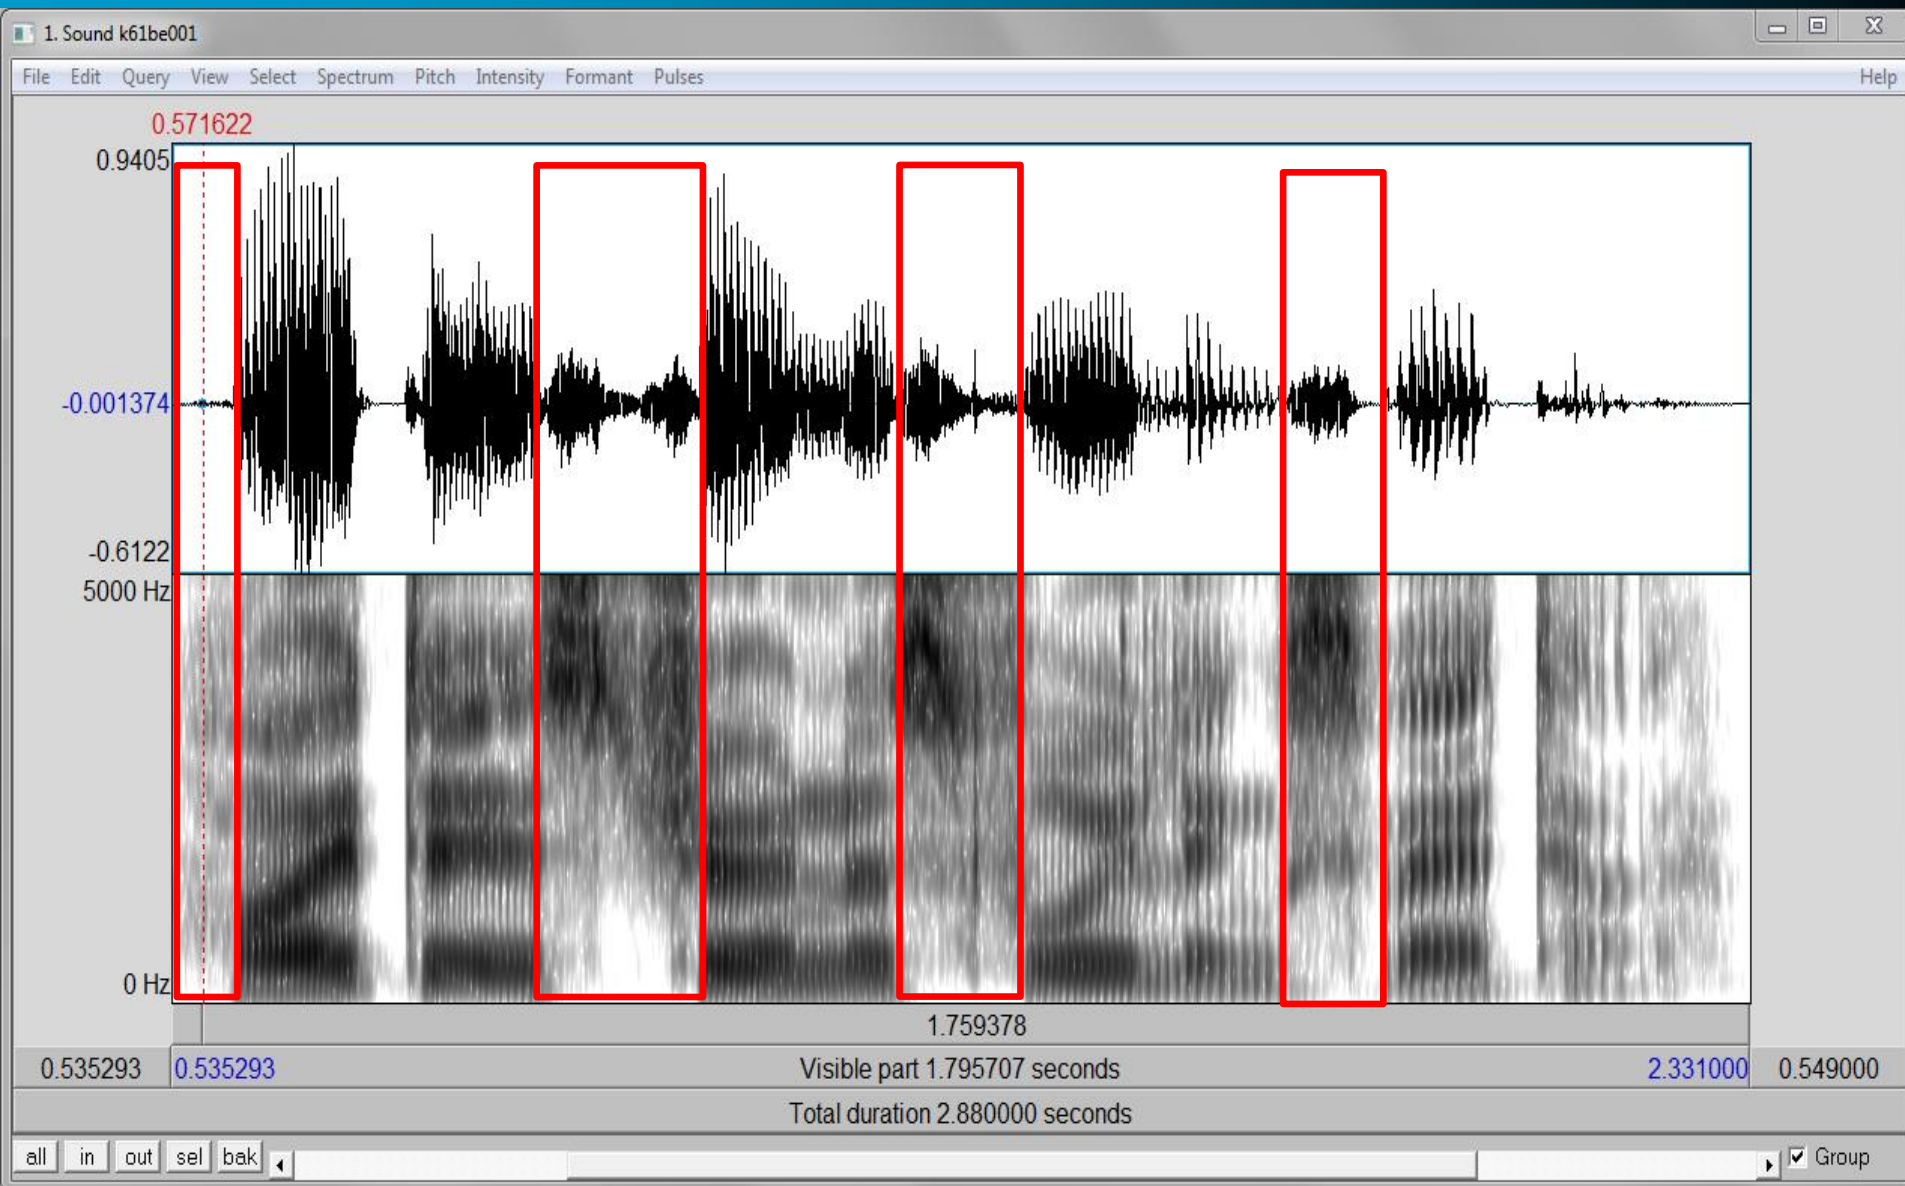 1. Sound k61be001
File Edit Query View Select Spectrum Pitch Intensity Formant Pulses Help
0.571622
0.9405
-0.001374
-0.6122
5000 Hz
0 Hz
1.759378
0.535293 0.535293 Visible part 1.795707 seconds 2.331000 0.549000
Total duration 2.880000 seconds
all in out sel bak Group